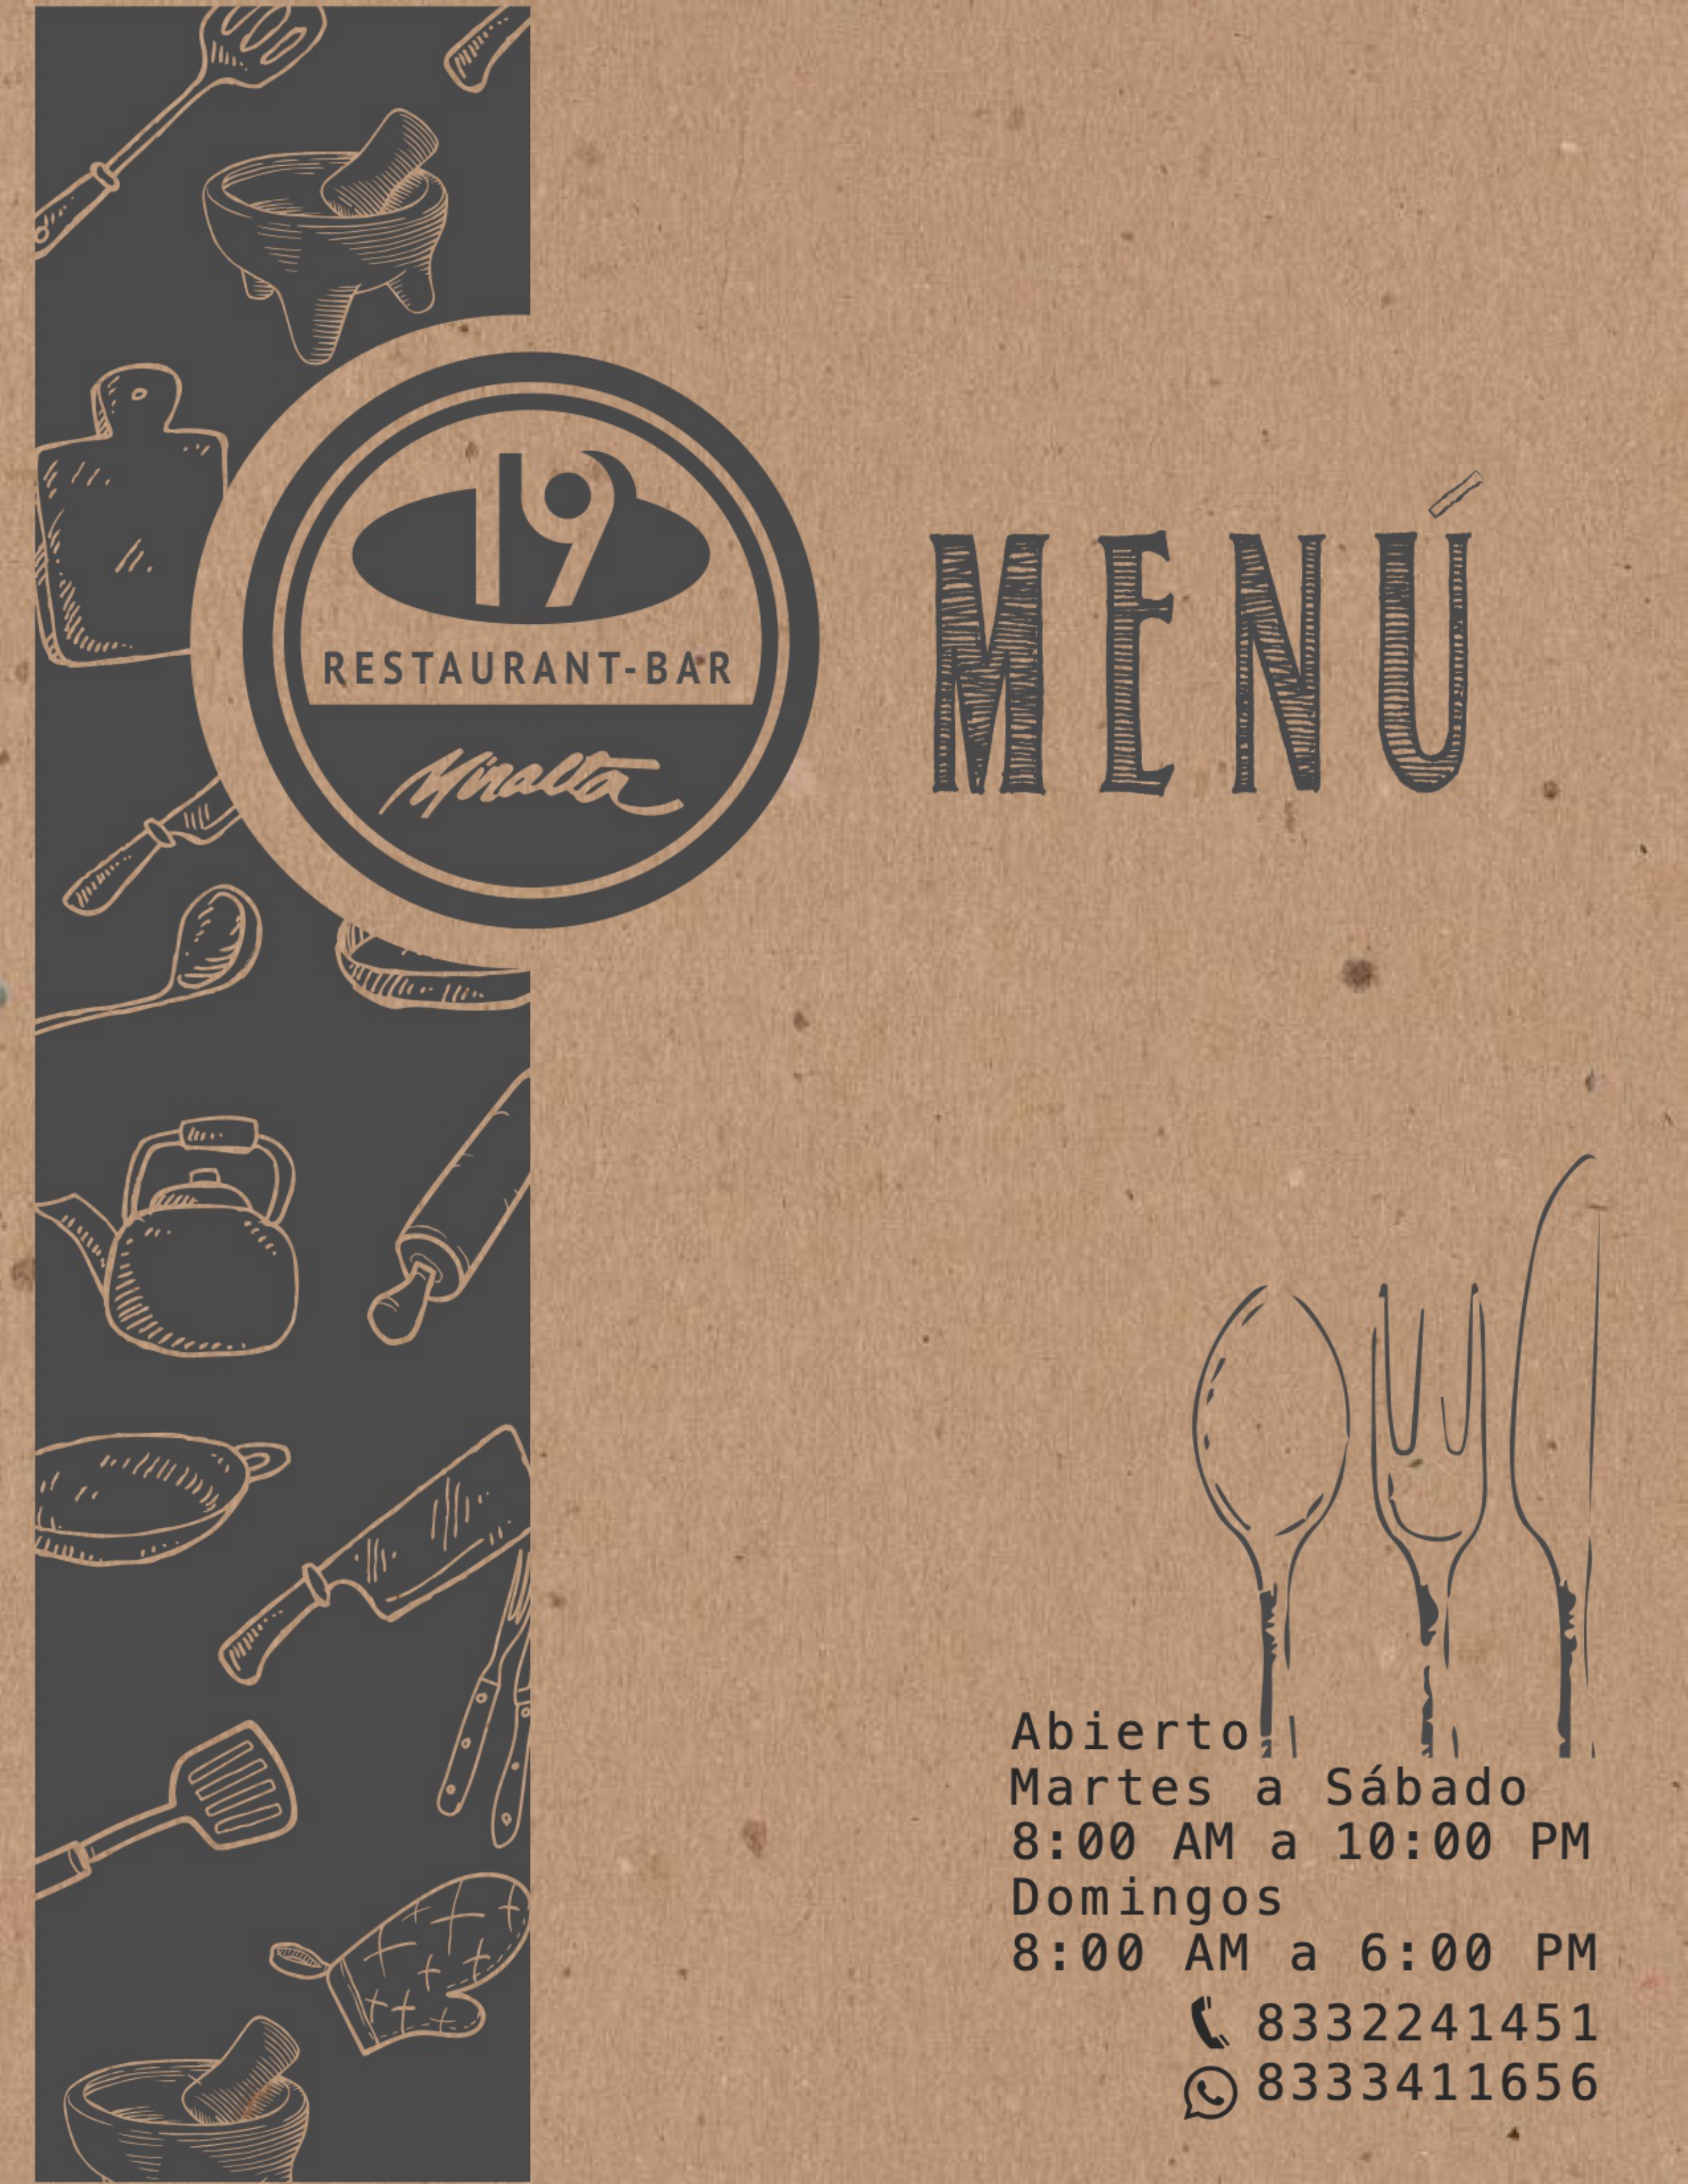 19
RESTAURANT-BAR
Miralta
MENÚ
Abierto
Martes a Sábado
8:00 AM a 10:00 PM
Domingos
8:00 AM a 6:00 PM
8332241451
8333411656